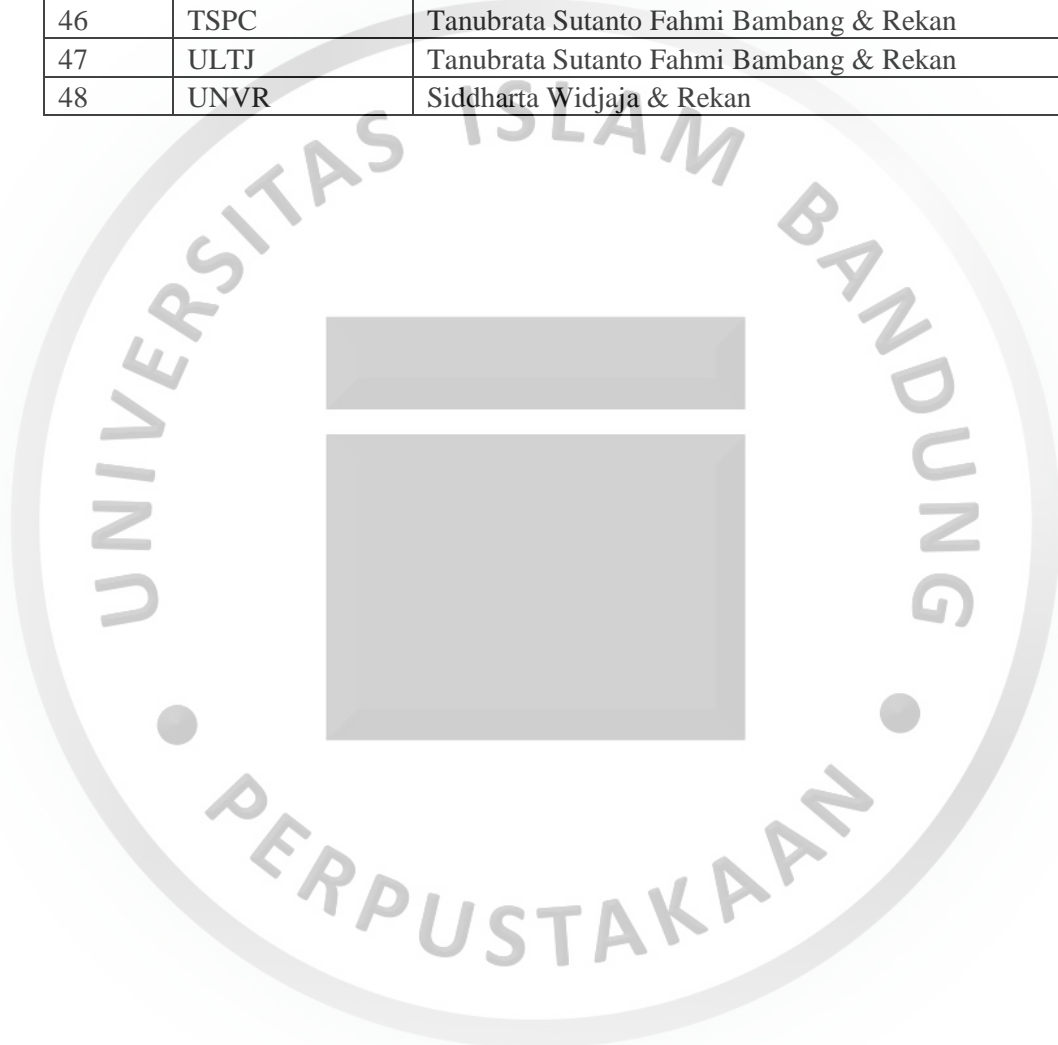 46 TSPC Tanubrata Sutanto Fahmi Bambang & Rekan
47 ULTJ Tanubrata Sutanto Fahmi Bambang & Rekan
48 UNVR Siddharta Widjaja & Rekan
UNIVERSITAS ISLAM BANDUNG
PERPUSTAKAAN